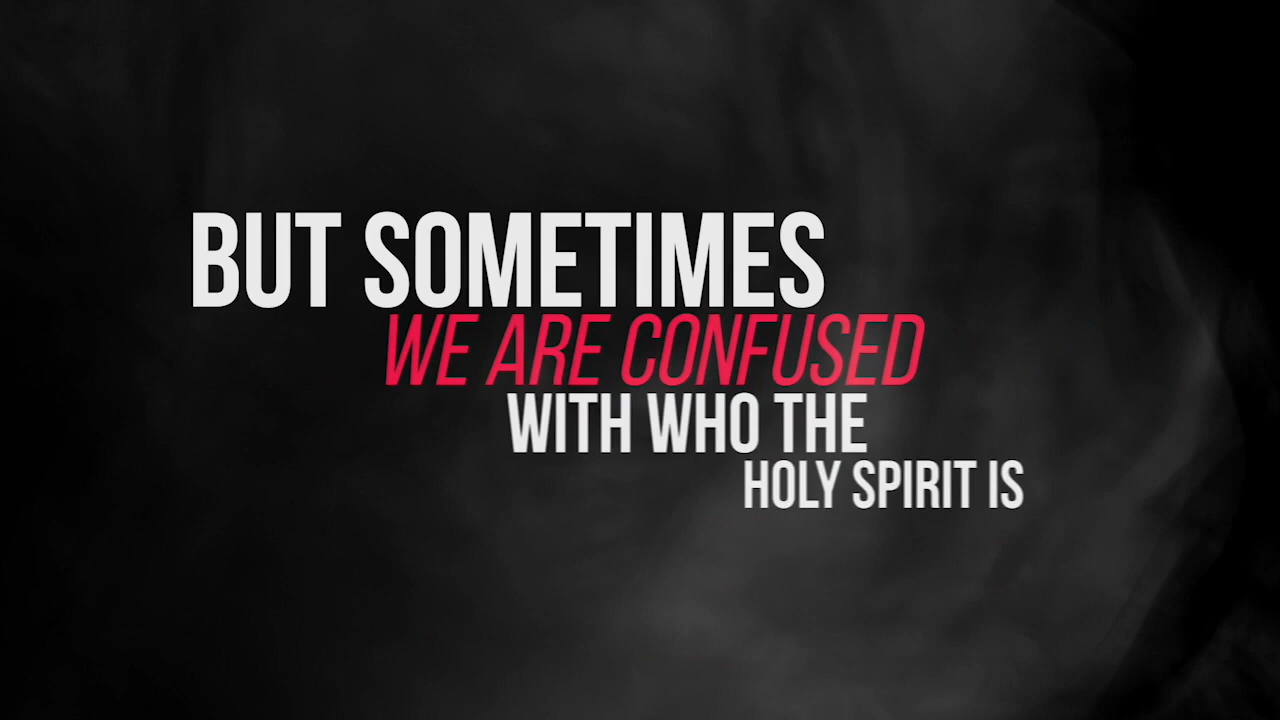 BUT SOMETIMES
WE ARE CONFUSED
WITH WHO THE
HOLY SPIRIT IS